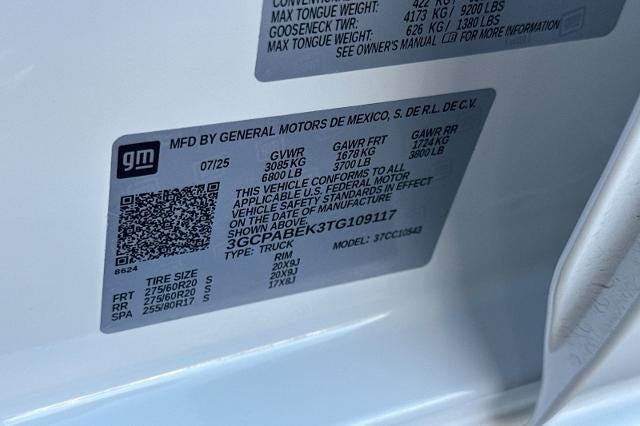 422 KG
MAX TONGUE WEIGHT: 4173 KG / 9200 LBS
GOOSENECK TWR: 626 KG / 1380 LBS
MAX TONGUE WEIGHT:
SEE OWNER'S MANUAL FOR MORE INFORMATION
gm
MFD BY GENERAL MOTORS DE MEXICO, S. DE R.L. DE C.V.
07/25 GVWR GAWR FRT GAWR RR
3085 KG 1678 KG 1724 KG
6800 LB 3700 LB 3800 LB
THIS VEHICLE CONFORMS TO ALL
APPLICABLE U.S. FEDERAL MOTOR
VEHICLE SAFETY STANDARDS IN EFFECT
ON THE DATE OF MANUFACTURE
SHOWN ABOVE.
3GCPABEK3TG109117
TYPE: TRUCK MODEL: 37CC10543
8624
TIRE SIZE RIM
FRT 275/60R20 S 20X9J
RR 275/60R20 S 20X9J
SPA 255/80R17 S 17X8J